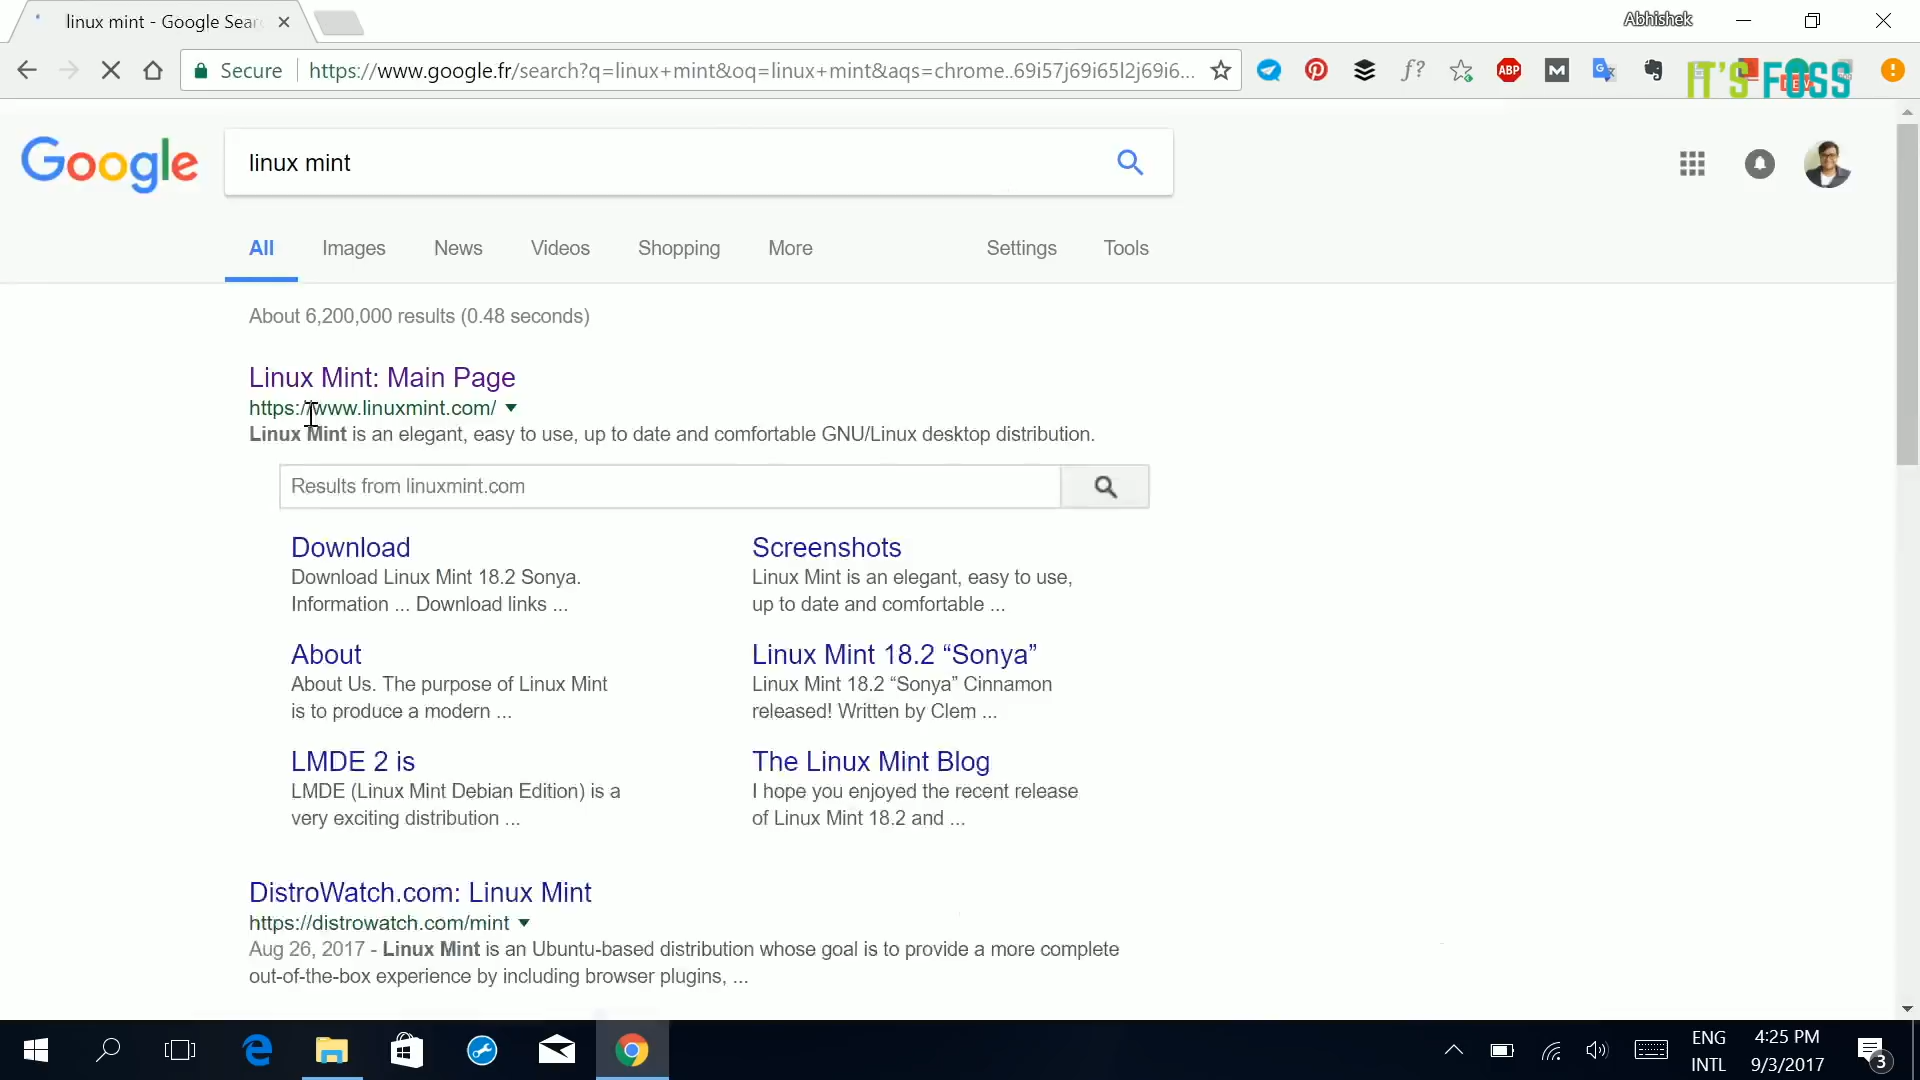 linux mint - Google Sear
Abhishek
Secure
https://www.google.fr/search?q=linux+mint&oq=linux+mint&aqs=chrome..69i57j69i65l2j69i6...
f?
ABP
M
IT'S FOSS
Google
linux mint
All
Images
News
Videos
Shopping
More
Settings
Tools
About 6,200,000 results (0.48 seconds)
Linux Mint: Main Page
https://www.linuxmint.com/
Linux Mint is an elegant, easy to use, up to date and comfortable GNU/Linux desktop distribution.
Results from linuxmint.com
Download
Download Linux Mint 18.2 Sonya.
Information ... Download links ...
Screenshots
Linux Mint is an elegant, easy to use,
up to date and comfortable ...
About
About Us. The purpose of Linux Mint
is to produce a modern ...
Linux Mint 18.2 “Sonya”
Linux Mint 18.2 “Sonya” Cinnamon
released! Written by Clem ...
LMDE 2 is
LMDE (Linux Mint Debian Edition) is a
very exciting distribution ...
The Linux Mint Blog
I hope you enjoyed the recent release
of Linux Mint 18.2 and ...
DistroWatch.com: Linux Mint
https://distrowatch.com/mint
Aug 26, 2017 - Linux Mint is an Ubuntu-based distribution whose goal is to provide a more complete
out-of-the-box experience by including browser plugins, ...
ENG
INTL
4:25 PM
9/3/2017
3